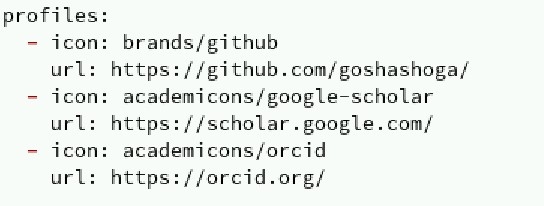 profiles:
  - icon: brands/github
    url: https://github.com/goshashoga/
  - icon: academicons/google-scholar
    url: https://scholar.google.com/
  - icon: academicons/orcid
    url: https://orcid.org/